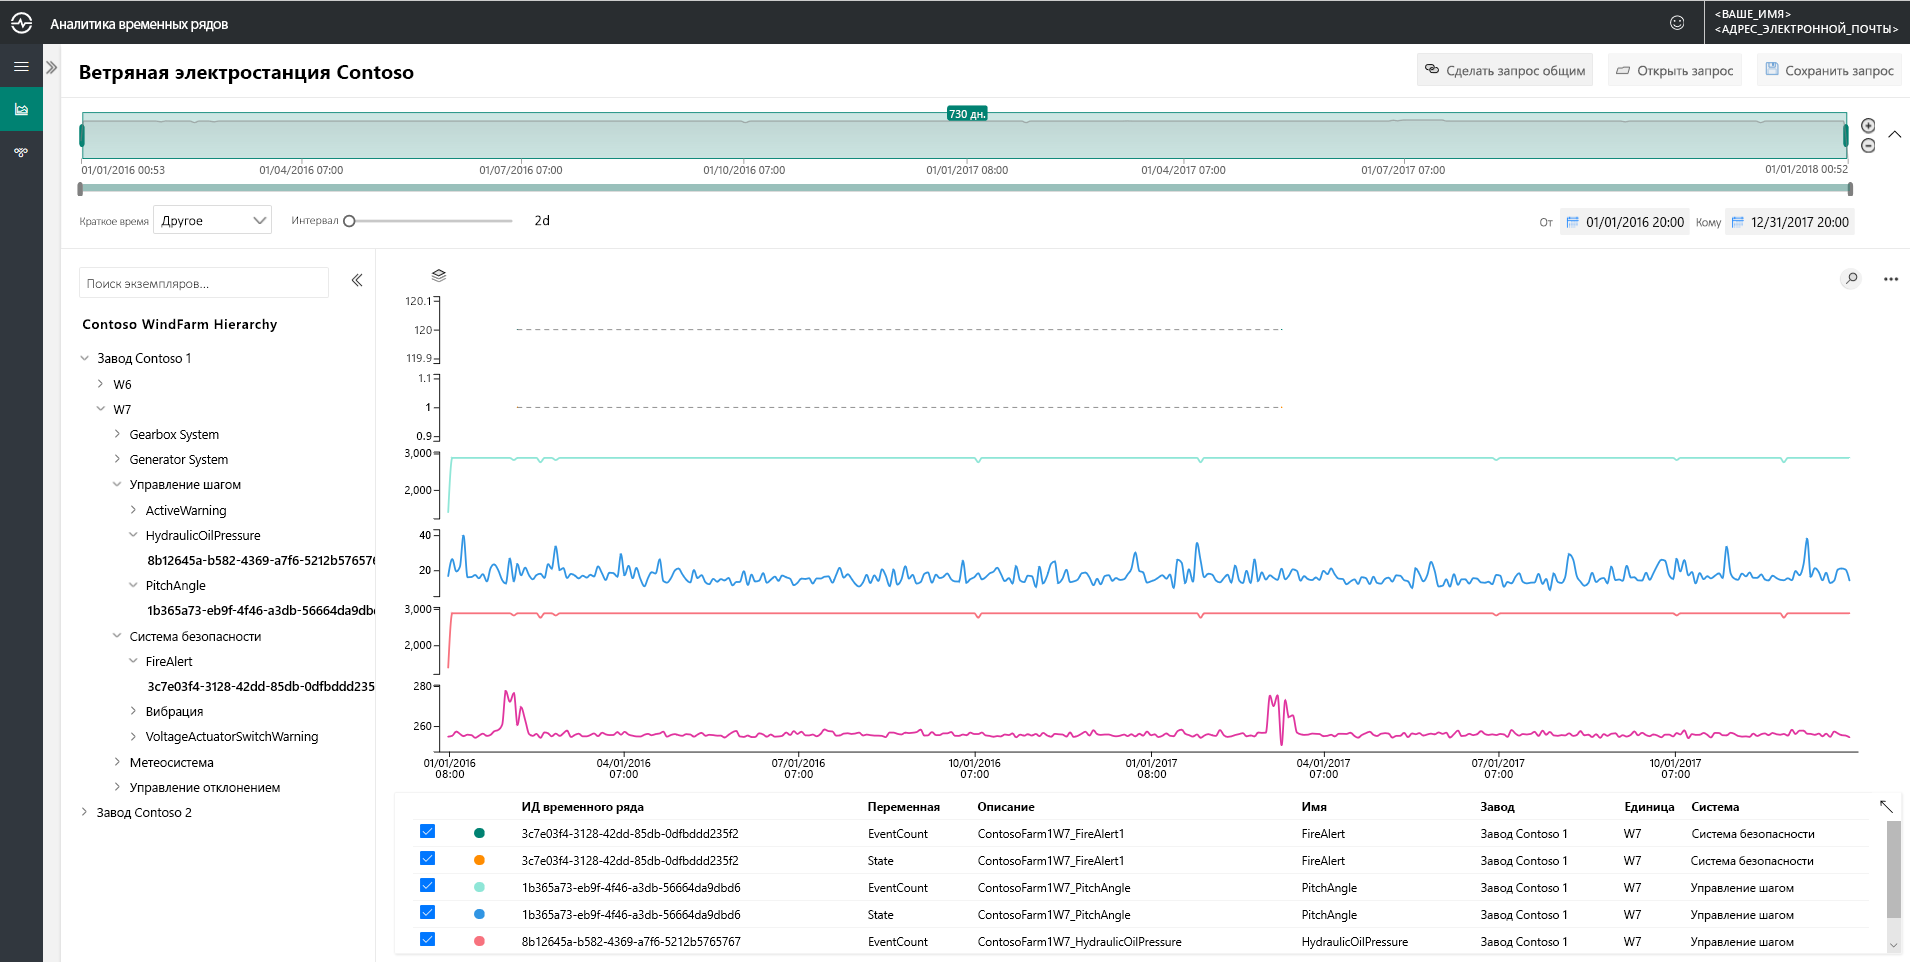 Аналитика временных рядов
<ВАШЕ_ИМЯ>
<АДРЕС_ЭЛЕКТРОННОЙ_ПОЧТЫ>
Ветряная электростанция Contoso
Сделать запрос общим
Открыть запрос
Сохранить запрос
730 дн.
01/01/2016 00:53
01/04/2016 07:00
01/07/2016 07:00
01/10/2016 07:00
01/01/2017 08:00
01/04/2017 07:00
01/07/2017 07:00
01/01/2018 00:52
Краткое время
Другое
Интервал
2d
От
01/01/2016 20:00
Кому
12/31/2017 20:00
Поиск экземпляров...
Contoso WindFarm Hierarchy
Завод Contoso 1
W6
W7
Gearbox System
Generator System
Управление шагом
ActiveWarning
HydraulicOilPressure
8b12645a-b582-4369-a7f6-5212b576576
PitchAngle
1b365a73-eb9f-4f46-a3db-56664da9dbd
Система безопасности
FireAlert
3c7e03f4-3128-42dd-85db-0dfbddd235
Вибрация
VoltageActuatorSwitchWarning
Метеосистема
Управление отклонением
Завод Contoso 2
120.1
120
119.9
1.1
1
0.9
3,000
2,000
40
20
3,000
2,000
280
260
01/01/2016 08:00
04/01/2016 07:00
07/01/2016 07:00
10/01/2016 07:00
01/01/2017 08:00
04/01/2017 07:00
07/01/2017 07:00
10/01/2017 07:00
ИД временного ряда Переменная Описание Имя Завод Единица Система
3c7e03f4-3128-42dd-85db-0dfbddd235f2 EventCount ContosoFarm1W7_FireAlert1 FireAlert Завод Contoso 1 W7 Система безопасности
3c7e03f4-3128-42dd-85db-0dfbddd235f2 State ContosoFarm1W7_FireAlert1 FireAlert Завод Contoso 1 W7 Система безопасности
1b365a73-eb9f-4f46-a3db-56664da9dbd6 EventCount ContosoFarm1W7_PitchAngle PitchAngle Завод Contoso 1 W7 Управление шагом
1b365a73-eb9f-4f46-a3db-56664da9dbd6 State ContosoFarm1W7_PitchAngle PitchAngle Завод Contoso 1 W7 Управление шагом
8b12645a-b582-4369-a7f6-5212b5765767 EventCount ContosoFarm1W7_HydraulicOilPressure HydraulicOilPressure Завод Contoso 1 W7 Управление шагом